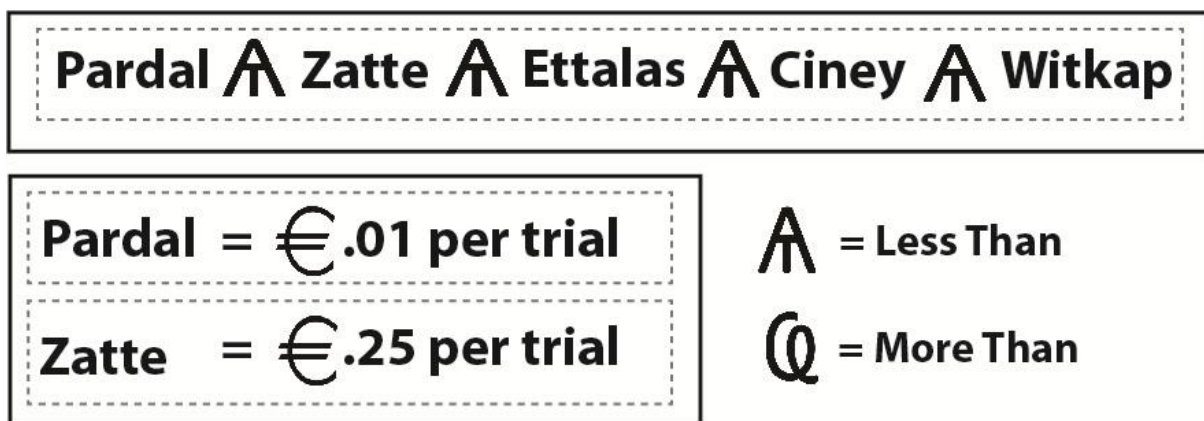 Pardal Zatte Ettalas Ciney Witkap
Pardal = €.01 per trial
Zatte = €.25 per trial
= Less Than
= More Than